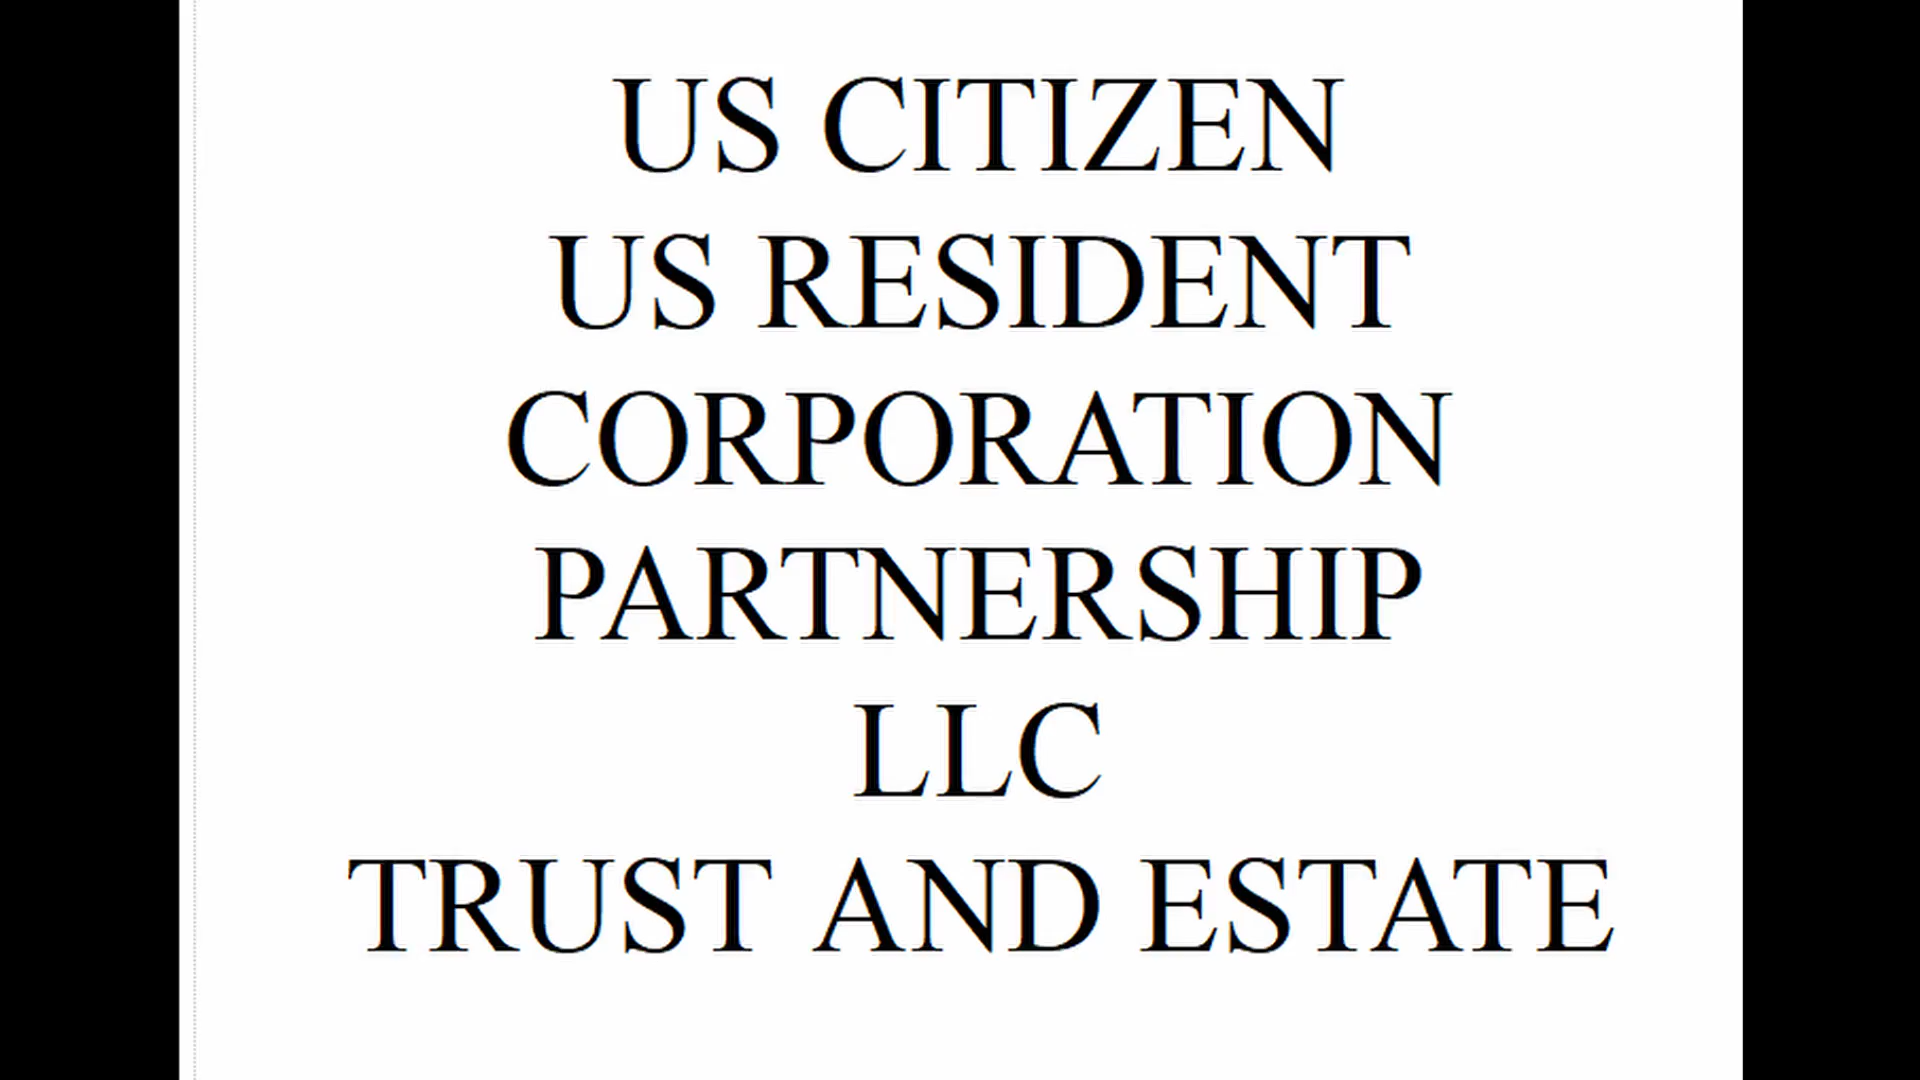 US CITIZEN
US RESIDENT
CORPORATION
PARTNERSHIP
LLC
TRUST AND ESTATE